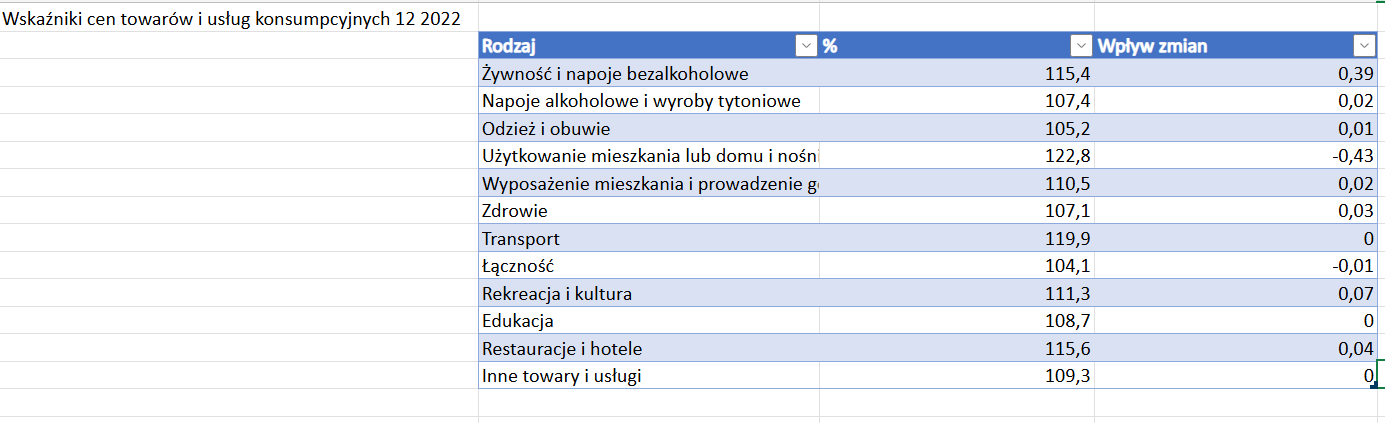 Wskaźniki cen towarów i usług konsumpcyjnych 12 2022
Rodzaj % Wpływ zmian
Żywność i napoje bezalkoholowe 115,4 0,39
Napoje alkoholowe i wyroby tytoniowe 107,4 0,02
Odzież i obuwie 105,2 0,01
Użytkowanie mieszkania lub domu i 122,8 -0,43
Wyposażenie mieszkania i prowadzenie 110,5 0,02
Zdrowie 107,1 0,03
Transport 119,9 0
Łączność 104,1 -0,01
Rekreacja i kultura 111,3 0,07
Edukacja 108,7 0
Restauracje i hotele 115,6 0,04
Inne towary i usługi 109,3 0